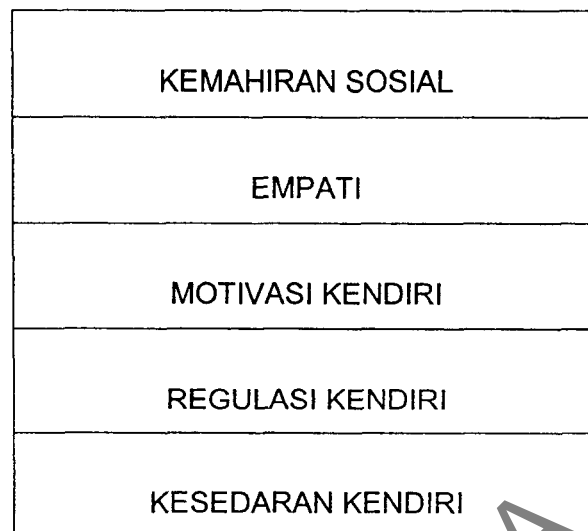 KEMAHIRAN SOSIAL
EMPATI
MOTIVASI KENDIRI
REGULASI KENDIRI
KESEDARAN KENDIRI